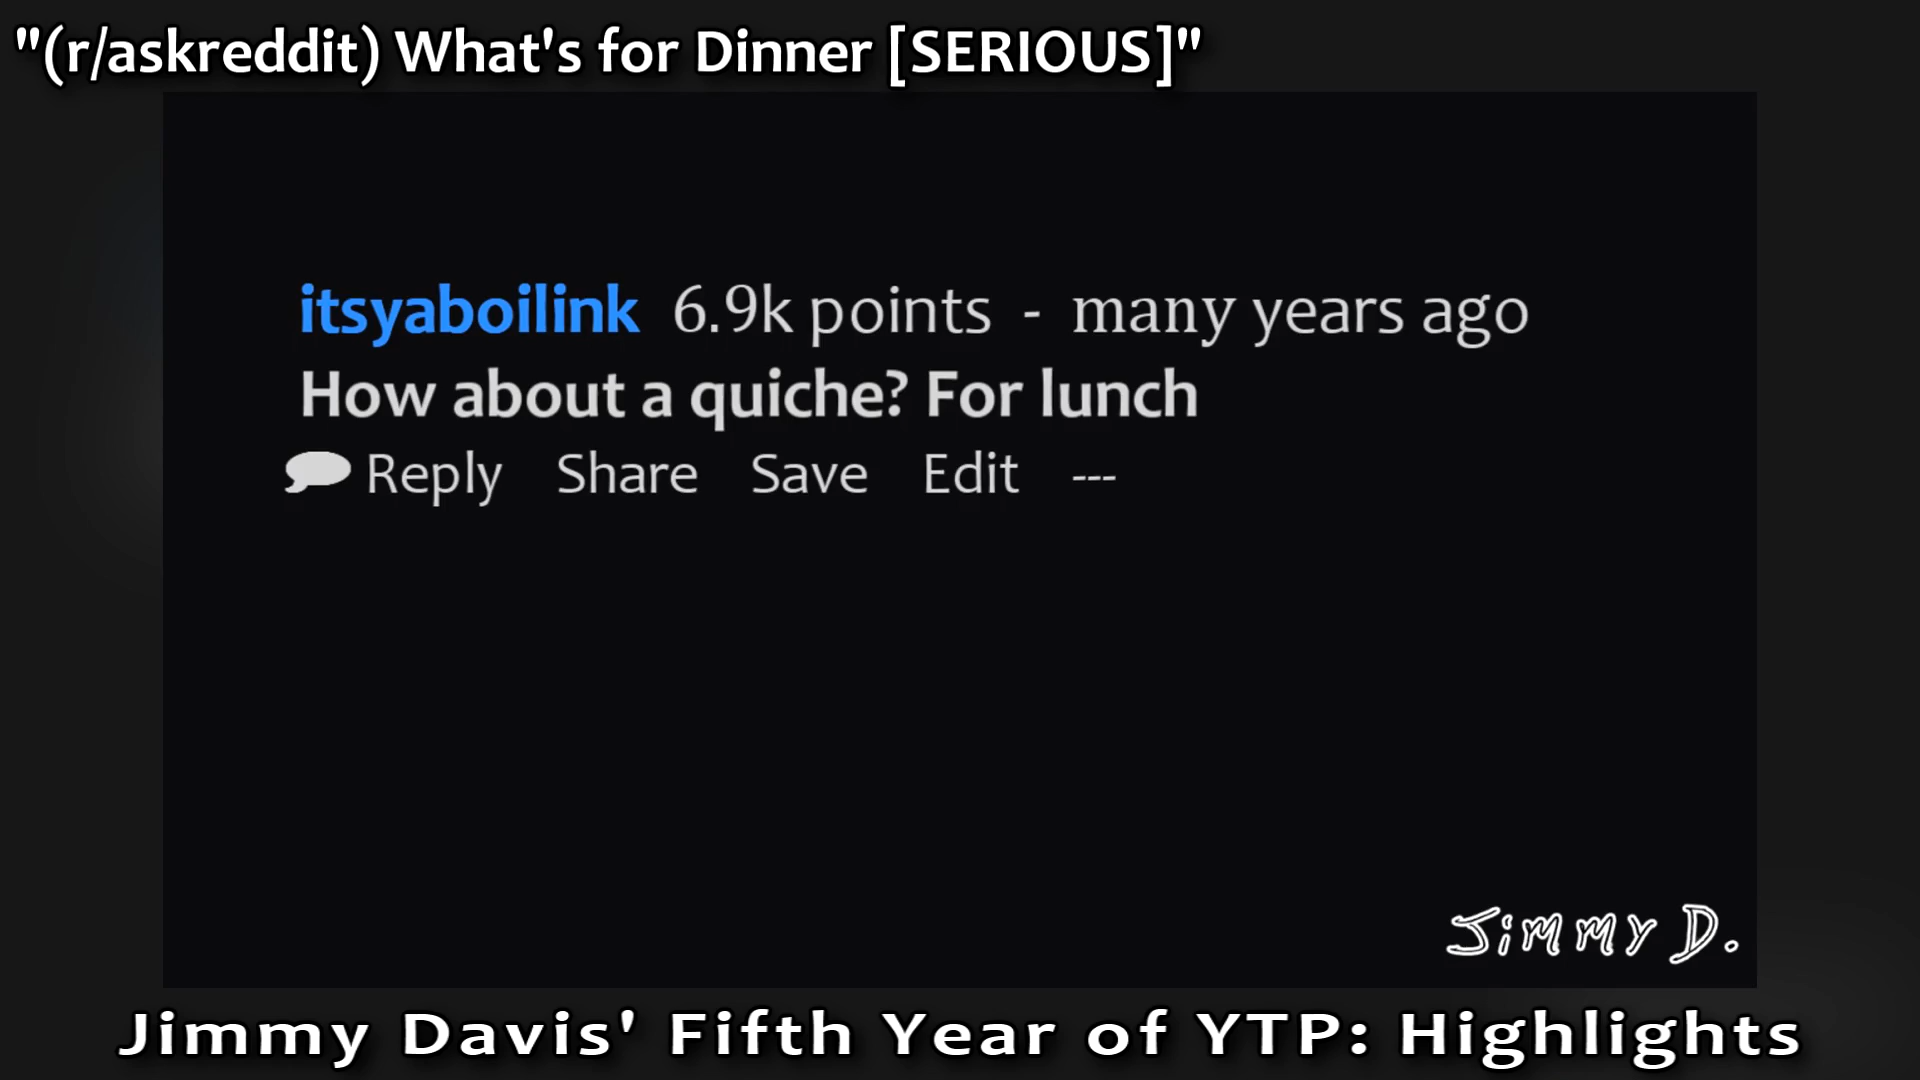 "(r/askreddit) What's for Dinner [SERIOUS]"
itsyaboilink 6.9k points - many years ago
How about a quiche? For lunch
Reply Share Save Edit ---
Jimmy D.
Jimmy Davis' Fifth Year of YTP: Highlights